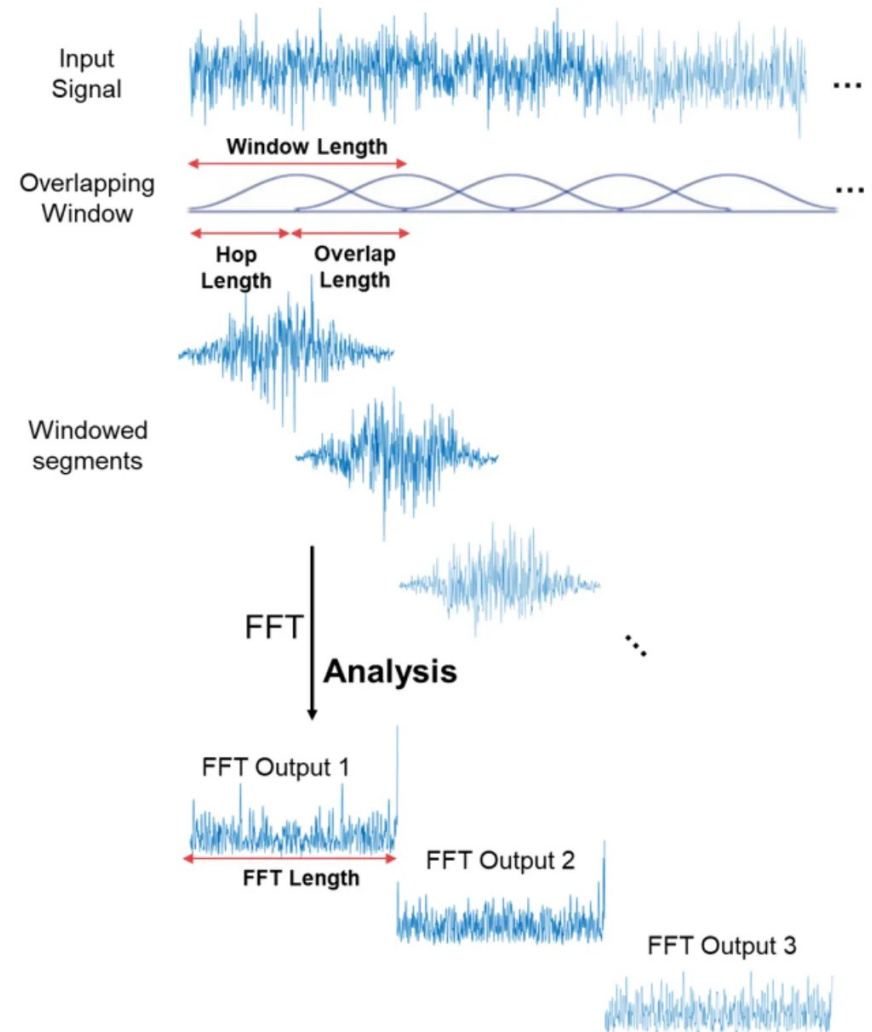 Input
Signal
...
Window Length
Overlapping
Window
...
Hop
Length
Overlap
Length
Windowed
segments
FFT
Analysis
...
FFT Output 1
FFT Length
FFT Output 2
FFT Output 3